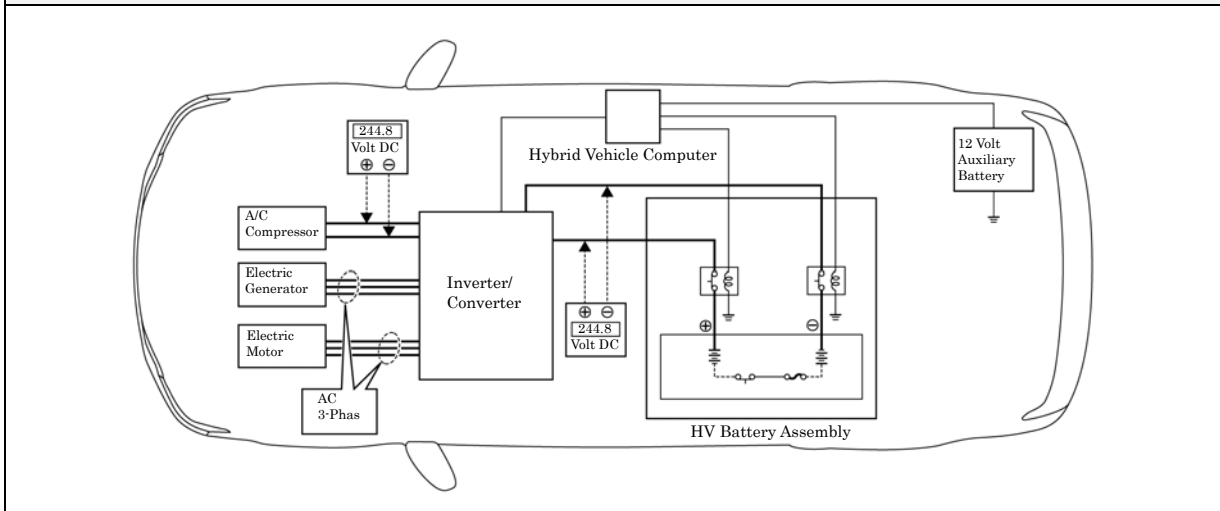 244.8
Volt DC
⊕ ⊖
Hybrid Vehicle Computer
12 Volt
Auxiliary
Battery
A/C
Compressor
Electric
Generator
Electric
Motor
Inverter/
Converter
⊕ ⊖
244.8
Volt DC
⊕ ⊖
AC
3-Phas
HV Battery Assembly